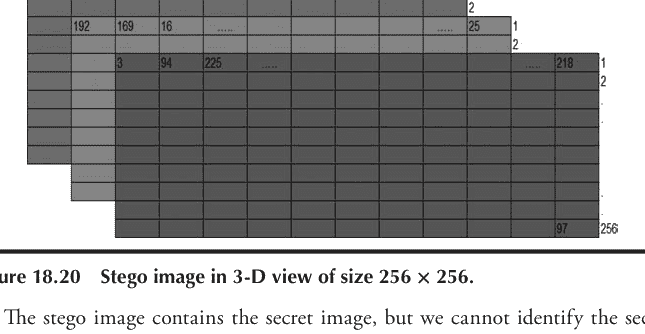 2
192 169 16 ..... ..... 25 1
2
3 94 225 ..... ..... 218 1
2
.
.
.
.
97 256
ure 18.20 Stego image in 3-D view of size 256 × 256.
The stego image contains the secret image, but we cannot identify the sec